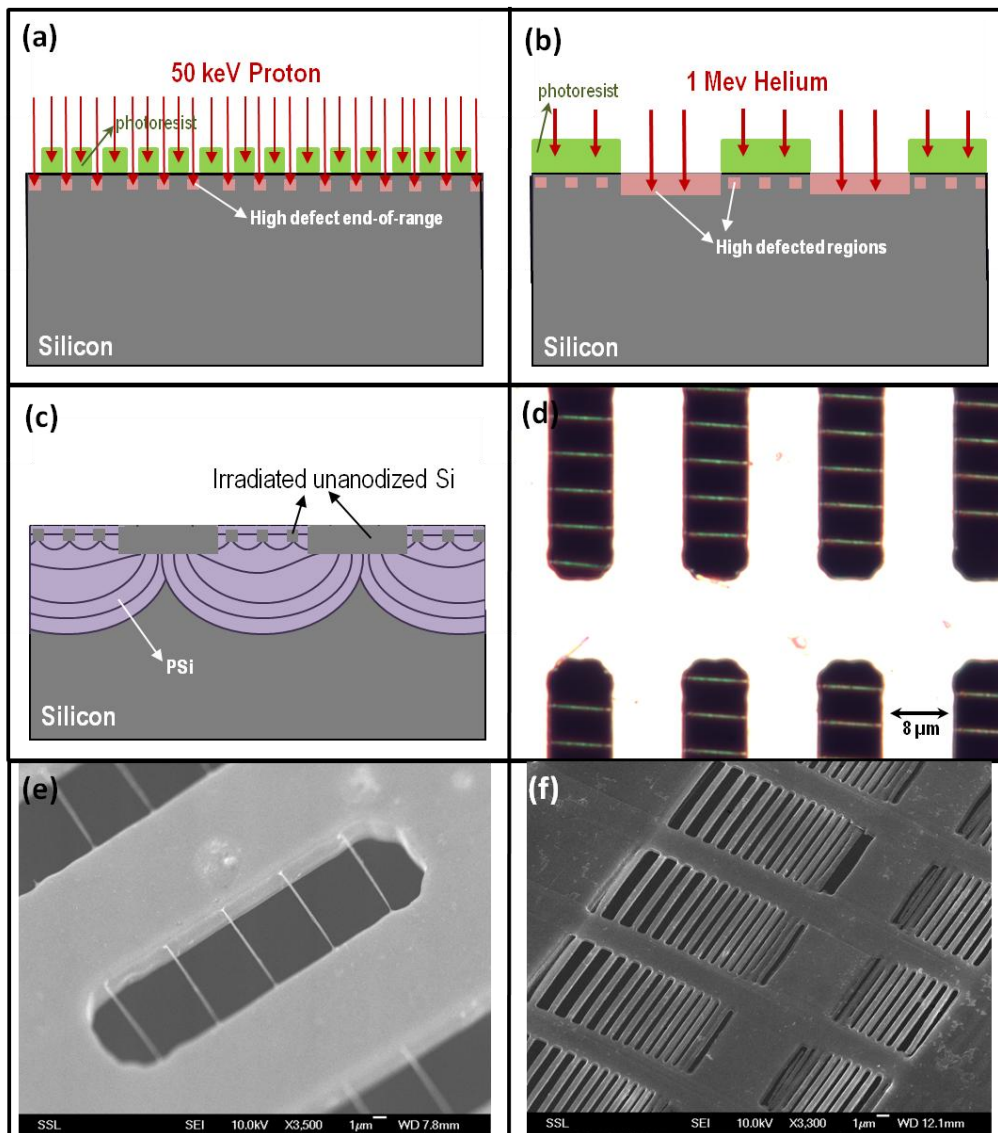 (a)
50 keV Proton
photoresist
High defect end-of-range
Silicon
(b)
1 Mev Helium
photoresist
High defected regions
Silicon
(c)
Irradiated unanodized Si
PSi
Silicon
(d)
8 µm
(e)
SSL SEI 10.0kV X3,500 1µm WD 7.8mm
(f)
SSL SEI 10.0kV X3,300 1µm WD 12.1mm